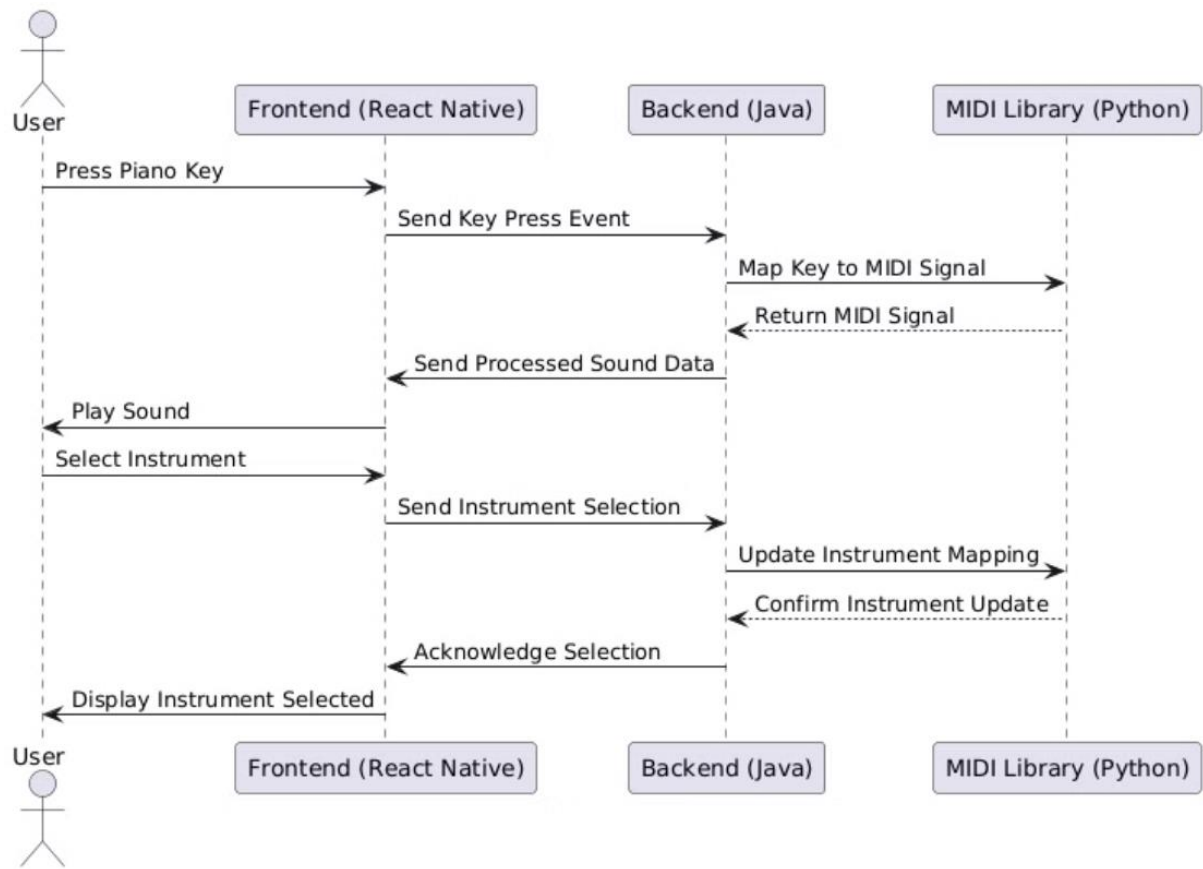 User
Frontend (React Native)
Backend (Java)
MIDI Library (Python)
Press Piano Key
Send Key Press Event
Map Key to MIDI Signal
Return MIDI Signal
Send Processed Sound Data
Play Sound
Select Instrument
Send Instrument Selection
Update Instrument Mapping
Confirm Instrument Update
Acknowledge Selection
Display Instrument Selected
User
Frontend (React Native)
Backend (Java)
MIDI Library (Python)